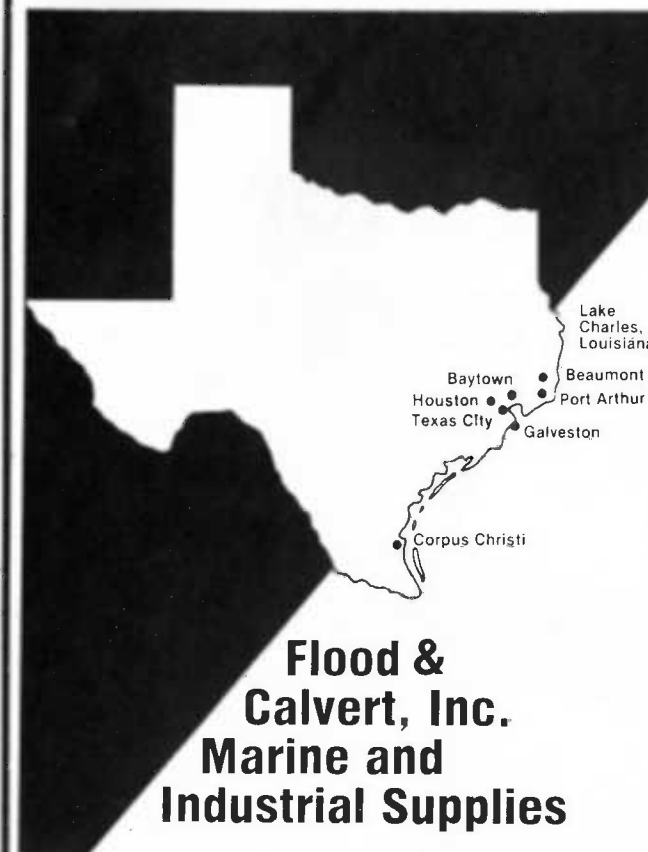 Lake
Charles,
Louisiana
Baytown
Beaumont
Houston
Port Arthur
Texas City
Galveston
Corpus Christi
Flood &
Calvert, Inc.
Marine and
Industrial Supplies